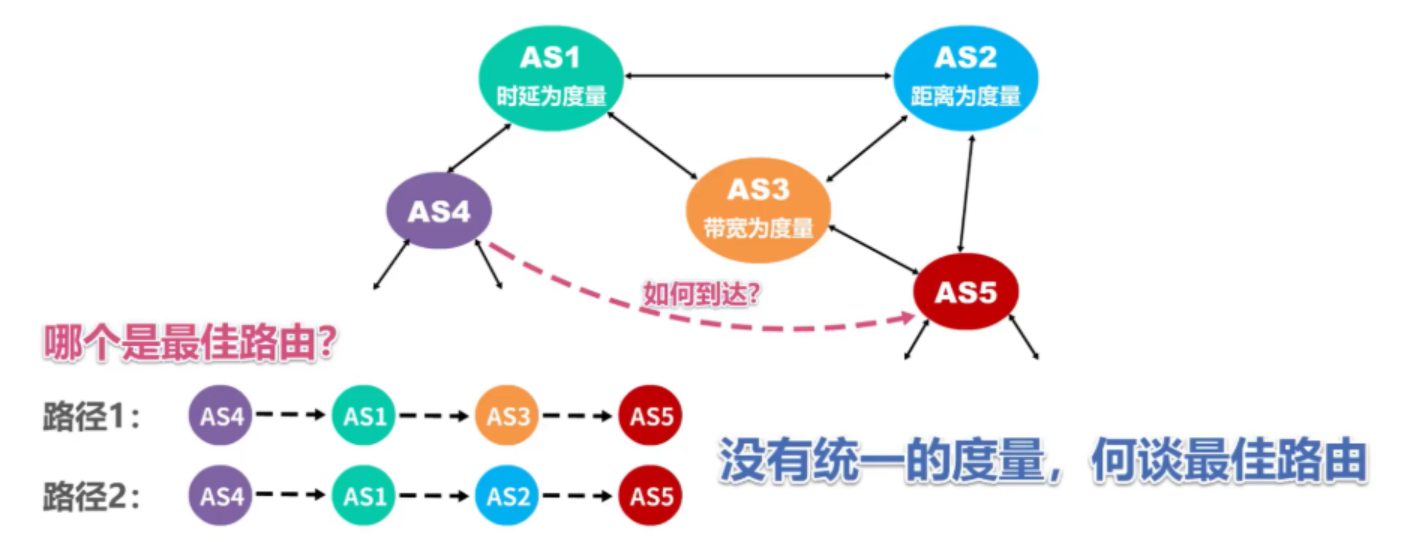 AS1
时延为度量
AS2
距离为度量
AS3
带宽为度量
AS4
AS5
如何到达?
哪个是最佳路由?
路径1: AS4 AS1 AS3 AS5
没有统一的度量，何谈最佳路由
路径2: AS4 AS1 AS2 AS5